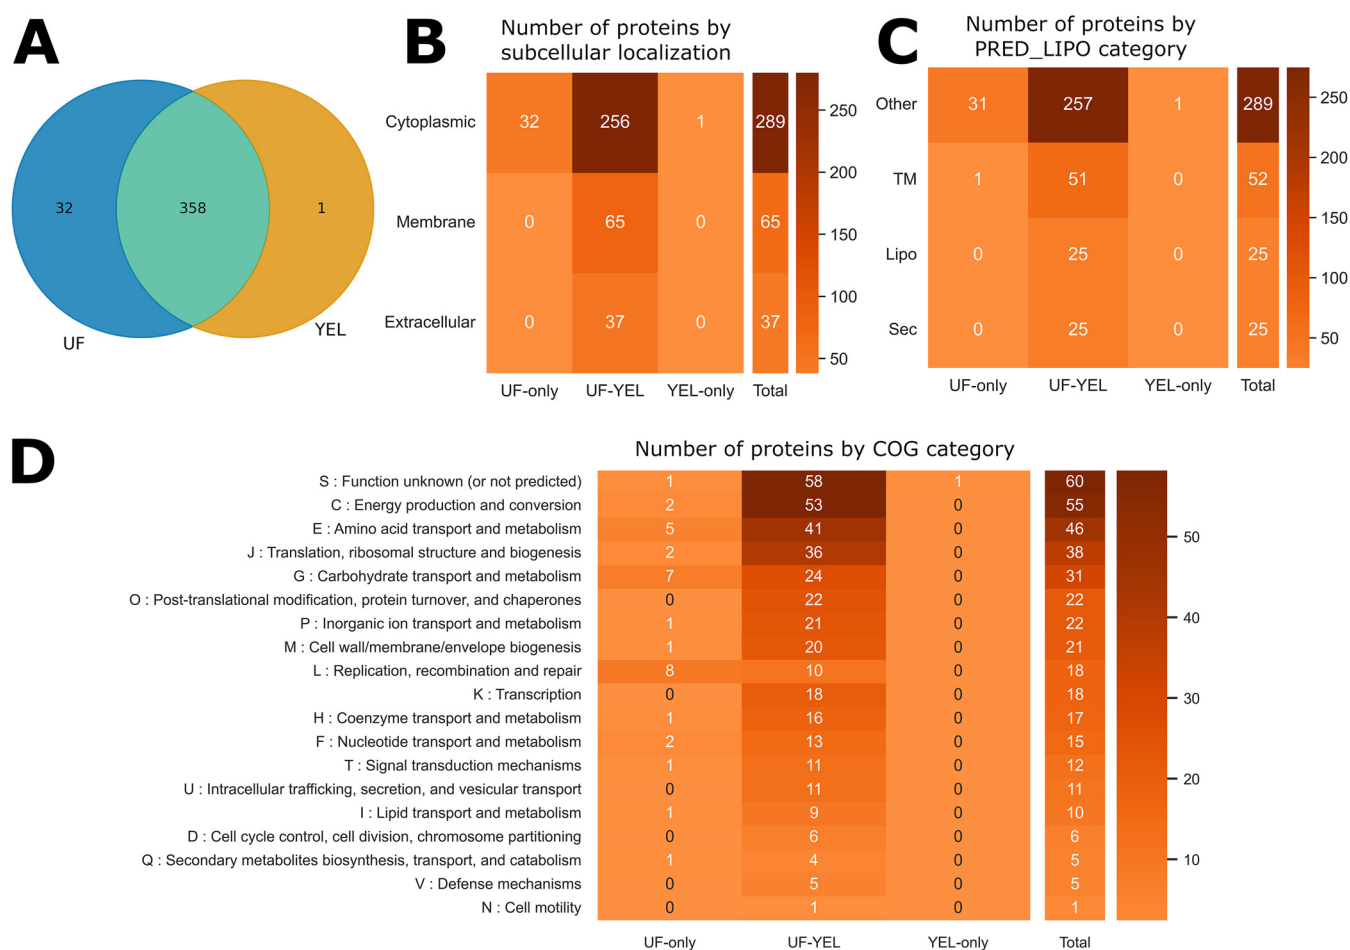 A
32
358
1
UF
YEL
B
Number of proteins by
subcellular localization
Cytoplasmic 32 256 1 289
Membrane 0 65 0 65
Extracellular 0 37 0 37
UF-only UF-YEL YEL-only Total
250
200
150
100
50
C
Number of proteins by
PRED_LIPO category
Other 31 257 1 289
TM 1 51 0 52
Lipo 0 25 0 25
Sec 0 25 0 25
UF-only UF-YEL YEL-only Total
250
200
150
100
50
D
Number of proteins by COG category
S : Function unknown (or not predicted) 1 58 1 60
C : Energy production and conversion 2 53 0 55
E : Amino acid transport and metabolism 5 41 0 46
J : Translation, ribosomal structure and biogenesis 2 36 0 38
G : Carbohydrate transport and metabolism 7 24 0 31
O : Post-translational modification, protein turnover, and chaperones 0 22 0 22
P : Inorganic ion transport and metabolism 1 21 0 22
M : Cell wall/membrane/envelope biogenesis 1 20 0 21
L : Replication, recombination and repair 8 10 0 18
K : Transcription 0 18 0 18
H : Coenzyme transport and metabolism 1 16 0 17
F : Nucleotide transport and metabolism 2 13 0 15
T : Signal transduction mechanisms 1 11 0 12
U : Intracellular trafficking, secretion, and vesicular transport 0 11 0 11
I : Lipid transport and metabolism 1 9 0 10
D : Cell cycle control, cell division, chromosome partitioning 0 6 0 6
Q : Secondary metabolites biosynthesis, transport, and catabolism 1 4 0 5
V : Defense mechanisms 0 5 0 5
N : Cell motility 0 1 0 1
UF-only UF-YEL YEL-only Total
50
40
30
20
10